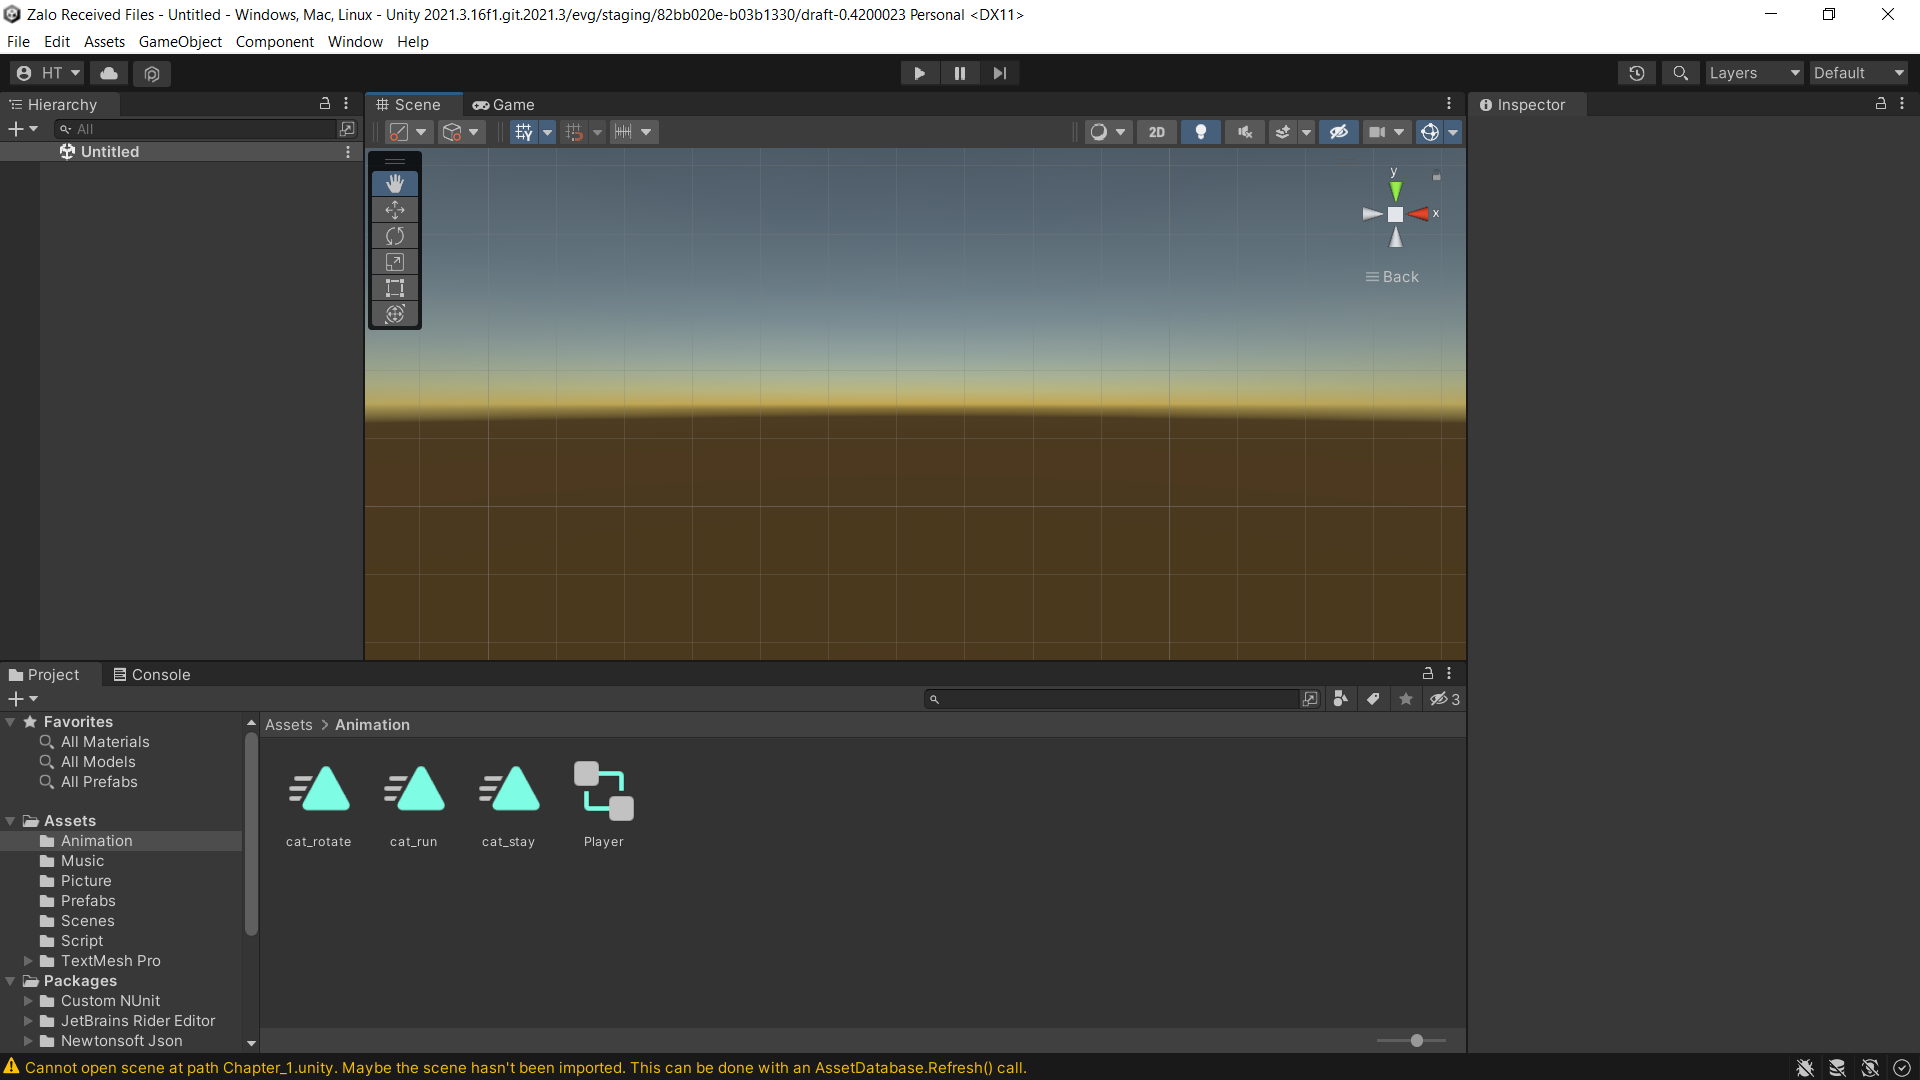 Zalo Received Files - Untitled - Windows, Mac, Linux - Unity 2021.3.16f1.git.2021.3/evg/staging/82bb020e-b03b1330/draft-0.4200023 Personal <DX11>
File Edit Assets GameObject Component Window Help
HT Layers Default
Hierarchy Scene Game Inspector
All 2D
Untitled
y
x
Back
Project Console
3
Favorites Assets > Animation
All Materials
All Models
All Prefabs
Assets
Animation cat_rotate cat_run cat_stay Player
Music
Picture
Prefabs
Scenes
Script
TextMesh Pro
Packages
Custom NUnit
JetBrains Rider Editor
Newtonsoft Json
Cannot open scene at path Chapter_1.unity. Maybe the scene hasn't been imported. This can be done with an AssetDatabase.Refresh() call.